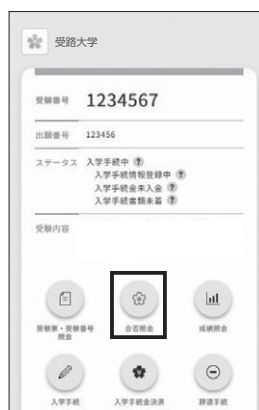 受路大学
受験番号 1234567
出願番号 123456
ステータス 入学手続中 ?
入学手続情報登録中 ?
入学手続金未入金 ?
入学手続書類未着 ?
受験内容
受験票・受験番号
照会
合否照会
成績照会
入学手続
入学手続金決済
辞退手続